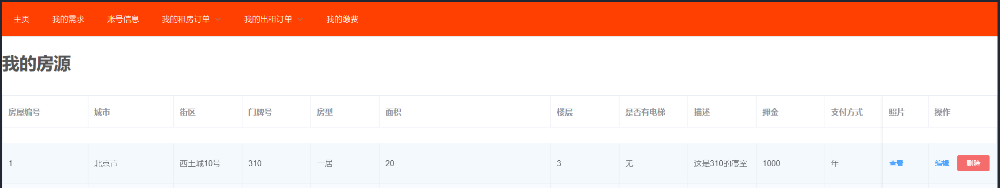 主页 我的需求 账号信息 我的租房订单 我的出租订单 我的缴费
我的房源
房屋编号 城市 街区 门牌号 房型 面积 楼层 是否有电梯 描述 押金 支付方式 照片 操作
1 北京市 西土城10号 310 一居 20 3 无 这是310的寝室 1000 年 查看 编辑 删除